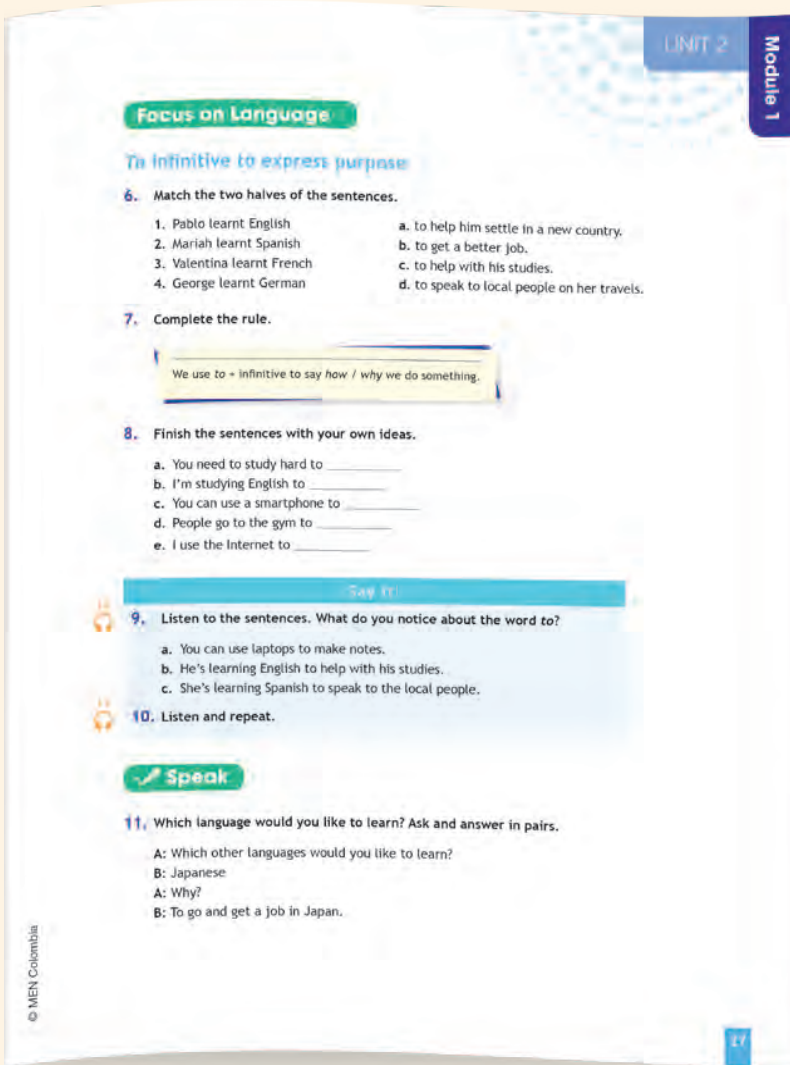 UNIT 2
Module 1
Focus on Language
To infinitive to express purpose
6. Match the two halves of the sentences.
1. Pablo learnt English
2. Mariah learnt Spanish
3. Valentina learnt French
4. George learnt German
a. to help him settle in a new country.
b. to get a better job.
c. to help with his studies.
d. to speak to local people on her travels.
7. Complete the rule.
We use to + infinitive to say how / why we do something.
8. Finish the sentences with your own ideas.
a. You need to study hard to __________
b. I'm studying English to __________
c. You can use a smartphone to __________
d. People go to the gym to __________
e. I use the Internet to __________
Say It
9. Listen to the sentences. What do you notice about the word to?
a. You can use laptops to make notes.
b. He's learning English to help with his studies.
c. She's learning Spanish to speak to the local people.
10. Listen and repeat.
Speak
11. Which language would you like to learn? Ask and answer in pairs.
A: Which other languages would you like to learn?
B: Japanese
A: Why?
B: To go and get a job in Japan.
© MEN Colombia
17